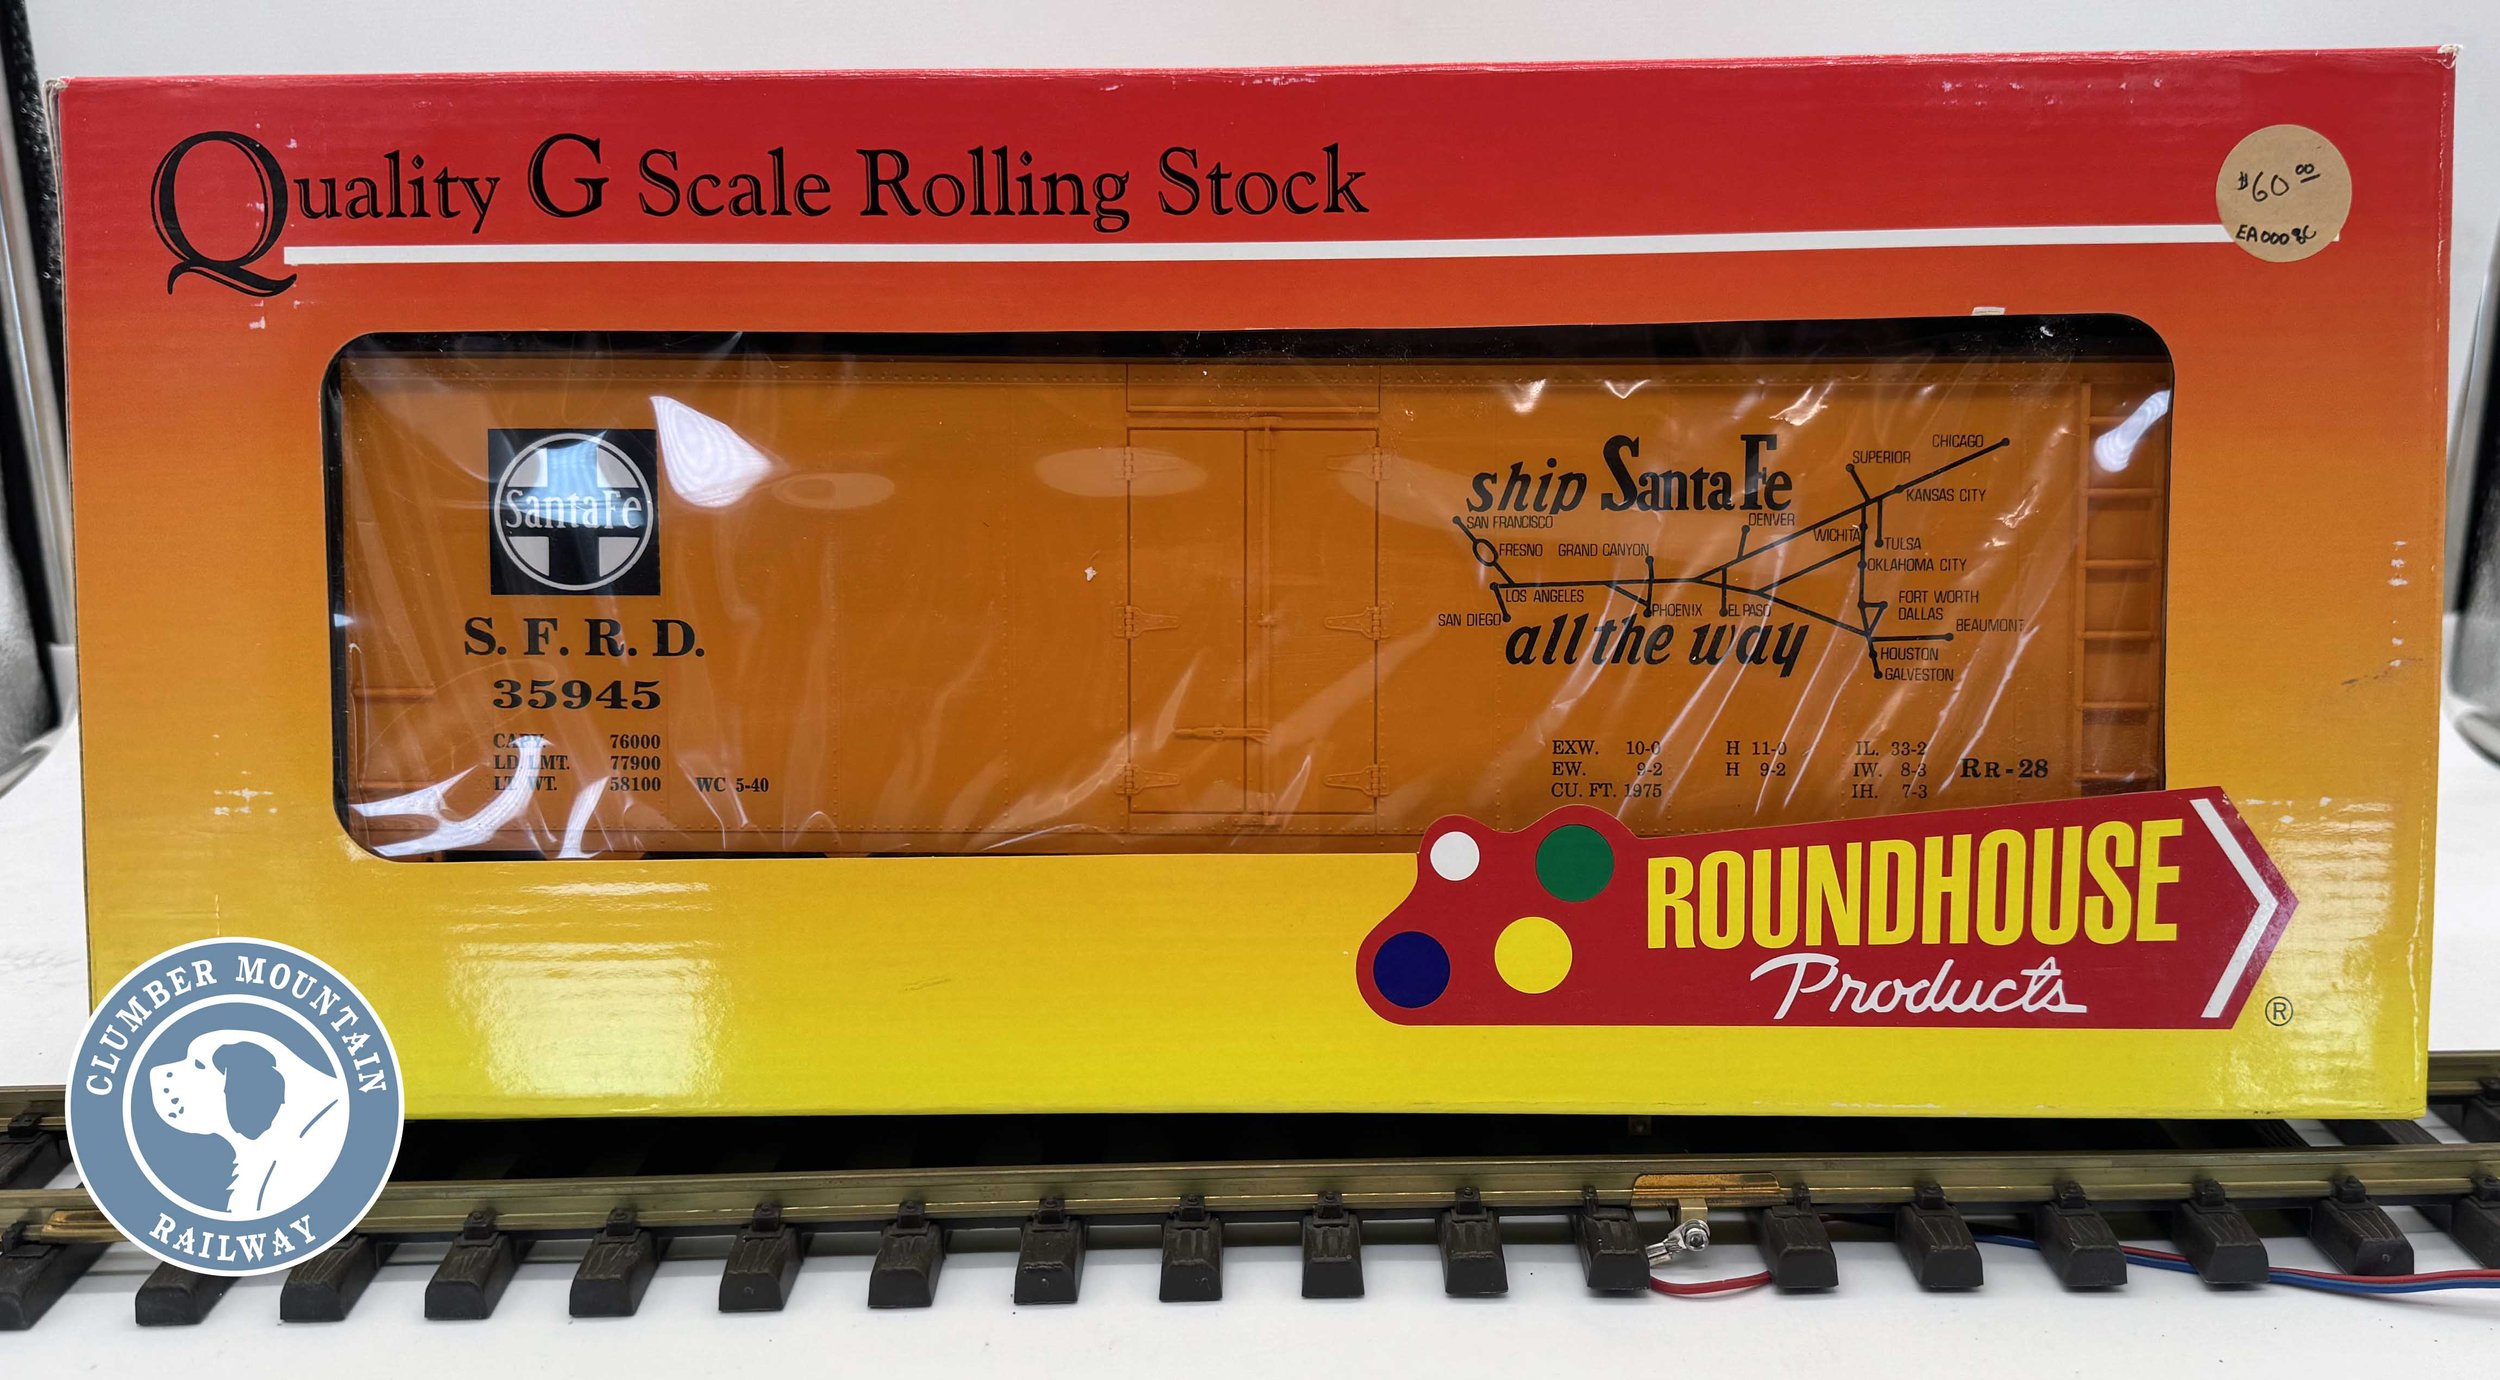 Quality G Scale Rolling Stock
$60.00
Santa Fe
S. F. R. D.
35945
CAPY. 76000
LD. LMT. 77900
LT. WT. 58100 WC 5-40
ship Santa Fe
all the way
CHICAGO
SUPERIOR
KANSAS CITY
SAN FRANCISCO
DENVER
WICHITA
TULSA
FRESNO
GRAND CANYON
OKLAHOMA CITY
LOS ANGELES
PHOENIX
EL PASO
FORT WORTH
DALLAS
SAN DIEGO
BEAUMONT
HOUSTON
GALVESTON
EXW. 10-0 H 11-0 IL. 33-2
EW. 9-2 H 9-2 IW. 8-3 RR-28
CU. FT. 1975 IH. 7-3
ROUNDHOUSE
Products
®
CLUMBER MOUNTAIN
RAILWAY